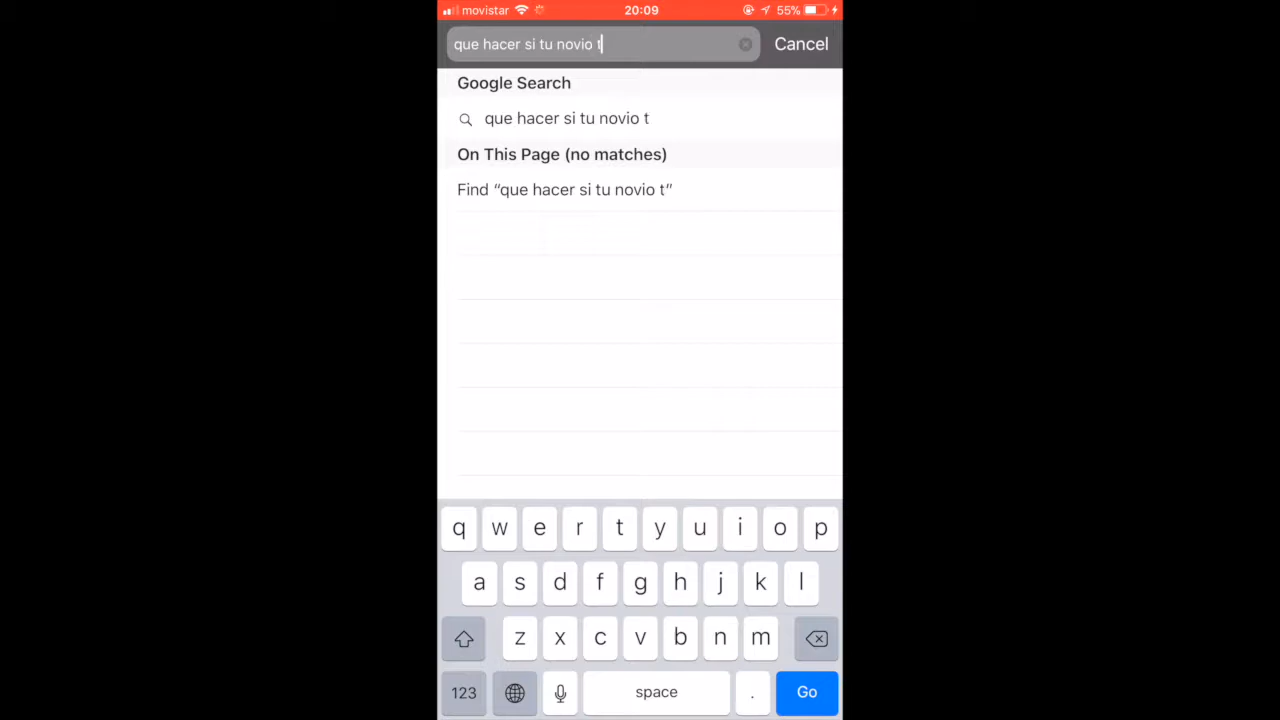 movistar 20:09 55%
que hacer si tu novio t Cancel
Google Search
que hacer si tu novio t
On This Page (no matches)
Find “que hacer si tu novio t”
q w e r t y u i o p
a s d f g h j k l
z x c v b n m
123 space . Go